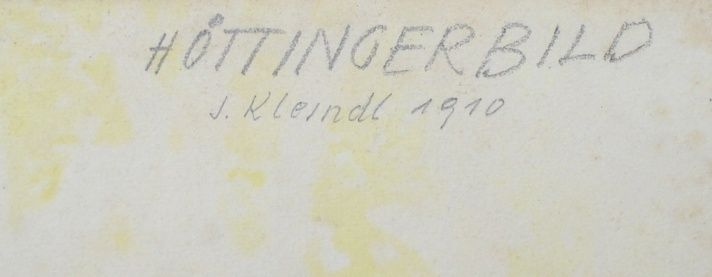 HÖTTINGERBILD
J. Kleindl 1910